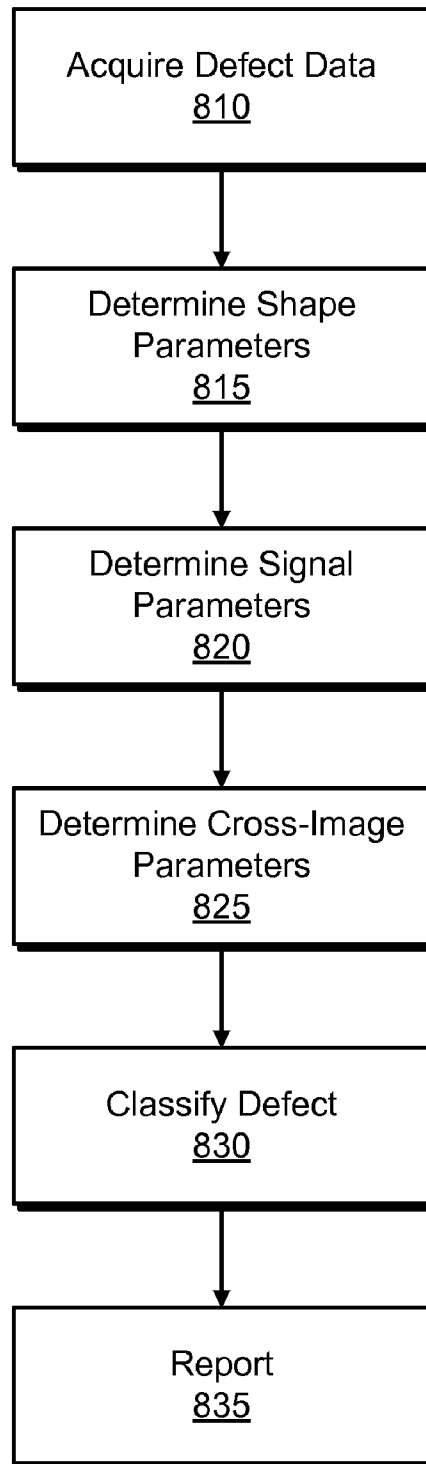 Acquire Defect Data
810
Determine Shape
Parameters
815
Determine Signal
Parameters
820
Determine Cross-Image
Parameters
825
Classify Defect
830
Report
835